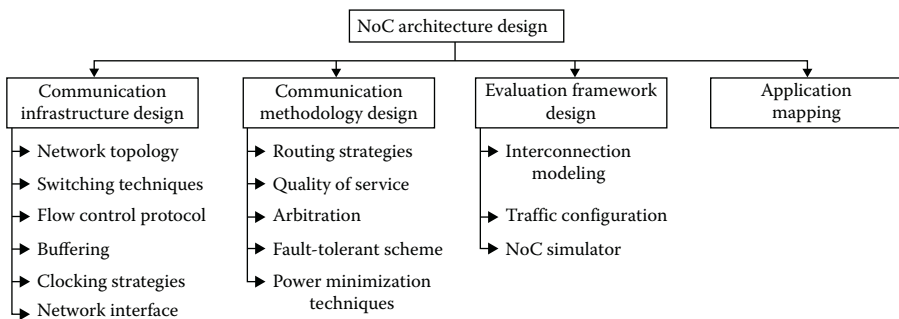 NoC architecture design
Communication
infrastructure design
Network topology
Switching techniques
Flow control protocol
Buffering
Clocking strategies
Network interface
Communication
methodology design
Routing strategies
Quality of service
Arbitration
Fault-tolerant scheme
Power minimization
techniques
Evaluation framework
design
Interconnection
modeling
Traffic configuration
NoC simulator
Application
mapping